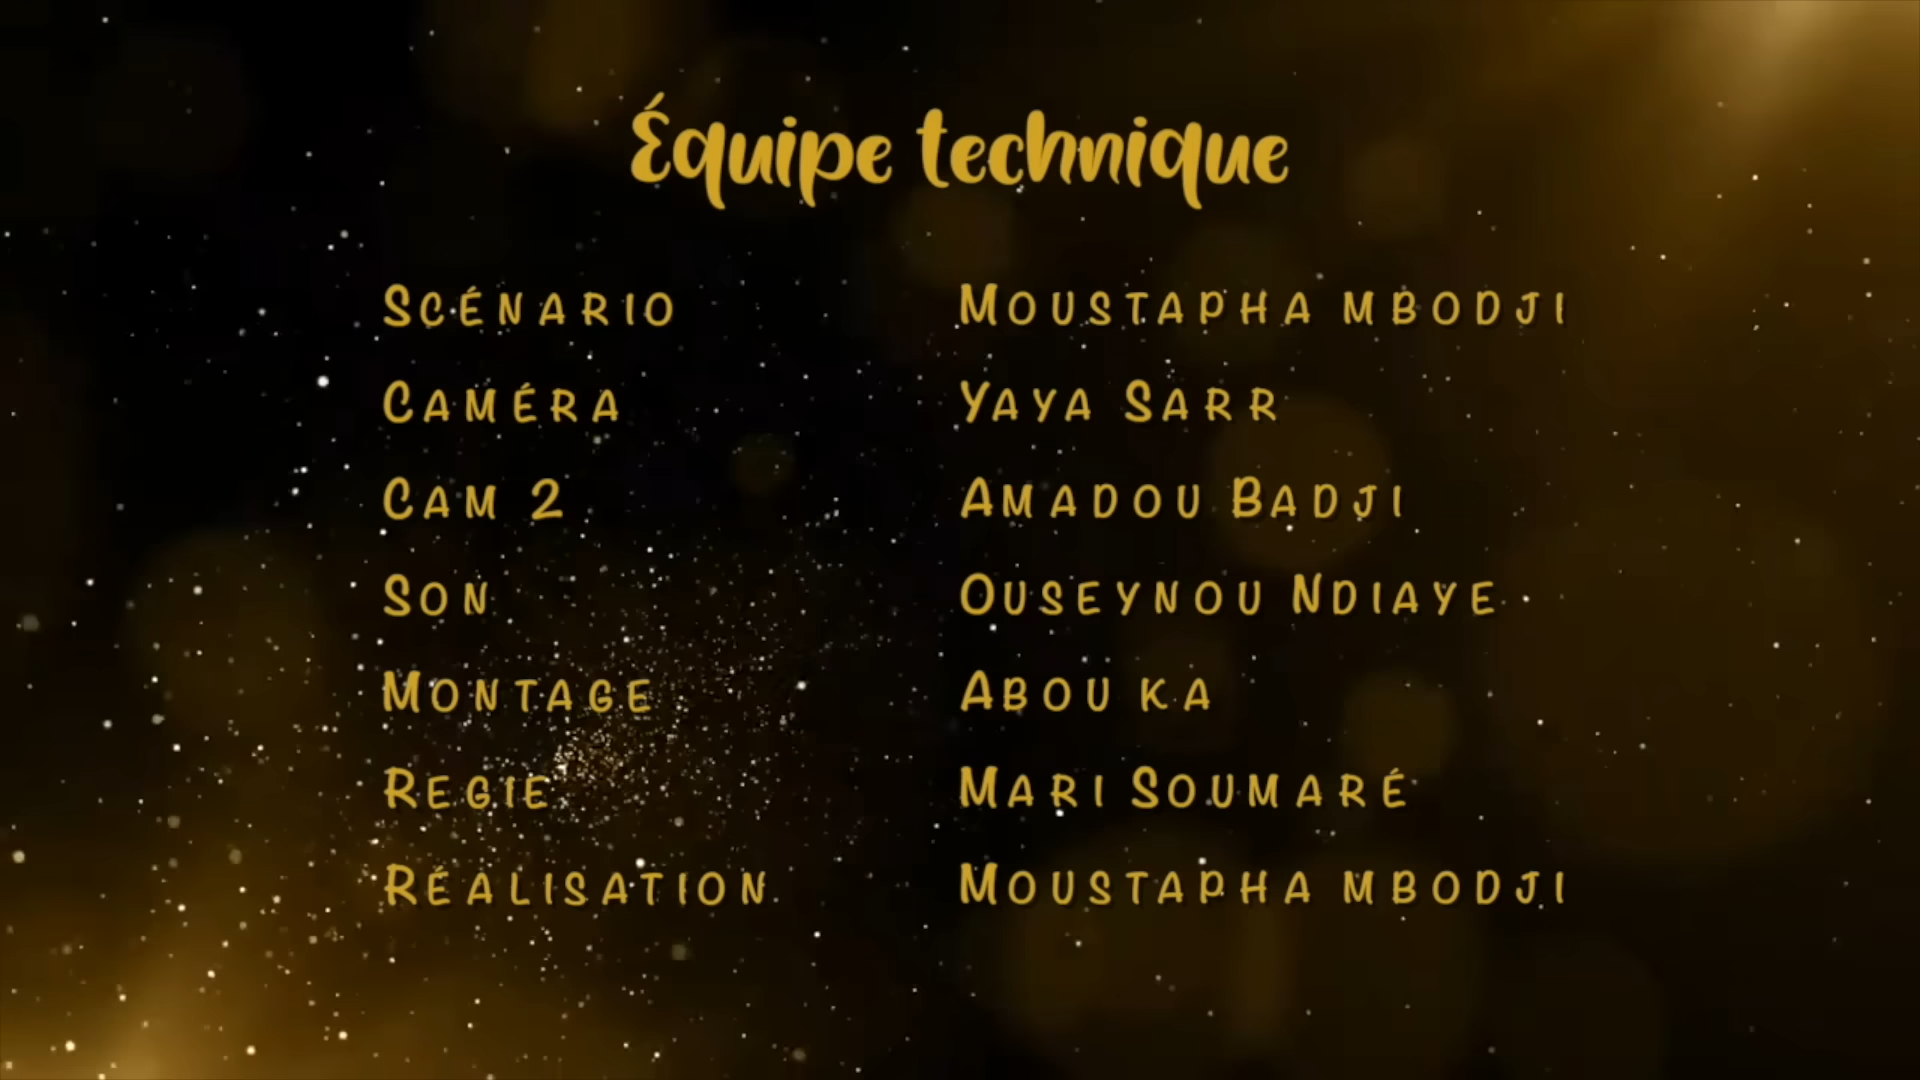 Équipe technique
Scénario Moustapha mbodji
Caméra Yaya Sarr
Cam 2 Amadou Badji
Son Ouseynou Ndiaye
Montage Abou ka
Regie Mari Soumaré
Réalisation Moustapha mbodji